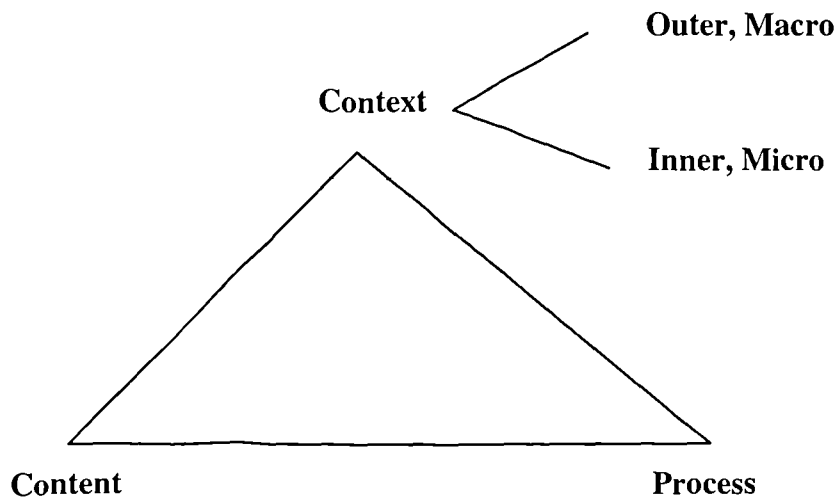 Outer, Macro
Context
Inner, Micro
Content
Process